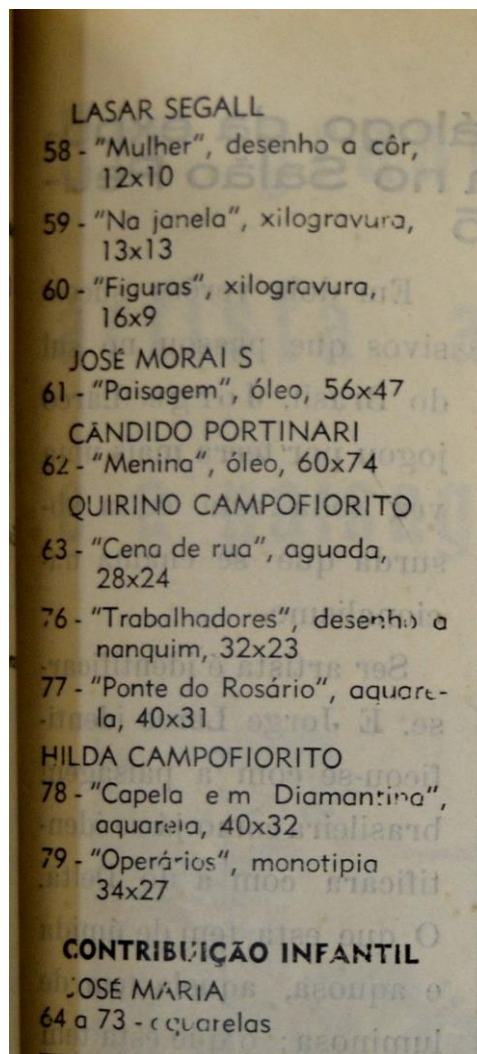 LASAR SEGALL
58 - "Mulher", desenho a côr,
12x10
59 - "Na janela", xilogravura,
13x13
60 - "Figuras", xilogravura,
16x9
JOSÉ MORAIS
61 - "Paisagem", óleo, 56x47
CÂNDIDO PORTINARI
62 - "Menina", óleo, 60x74
QUIRINO CAMPOFIORITO
63 - "Cena de rua", aguada,
28x24
76 - "Trabalhadores", desenho a
nanquim, 32x23
77 - "Ponte do Rosário", aquare-
la, 40x31
HILDA CAMPOFIORITO
78 - "Capela em Diamantina",
aquarela, 40x32
79 - "Operários", monotipia
34x27
CONTRIBUIÇÃO INFANTIL
JOSÉ MARIA
64 a 73 - aquarelas